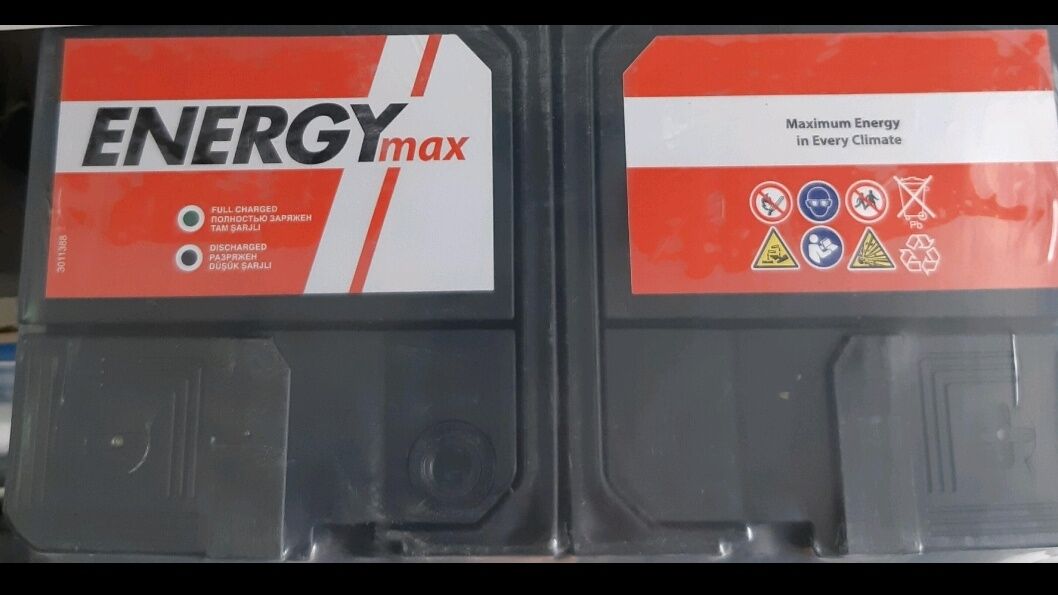 ENERGYmax
FULL CHARGED
ПОЛНОСТЬЮ ЗАРЯЖЕН
TAM ŞARJLI
DISCHARGED
РАЗРЯЖЕН
DÜŞÜK ŞARJLI
3011388
Maximum Energy
in Every Climate
Pb